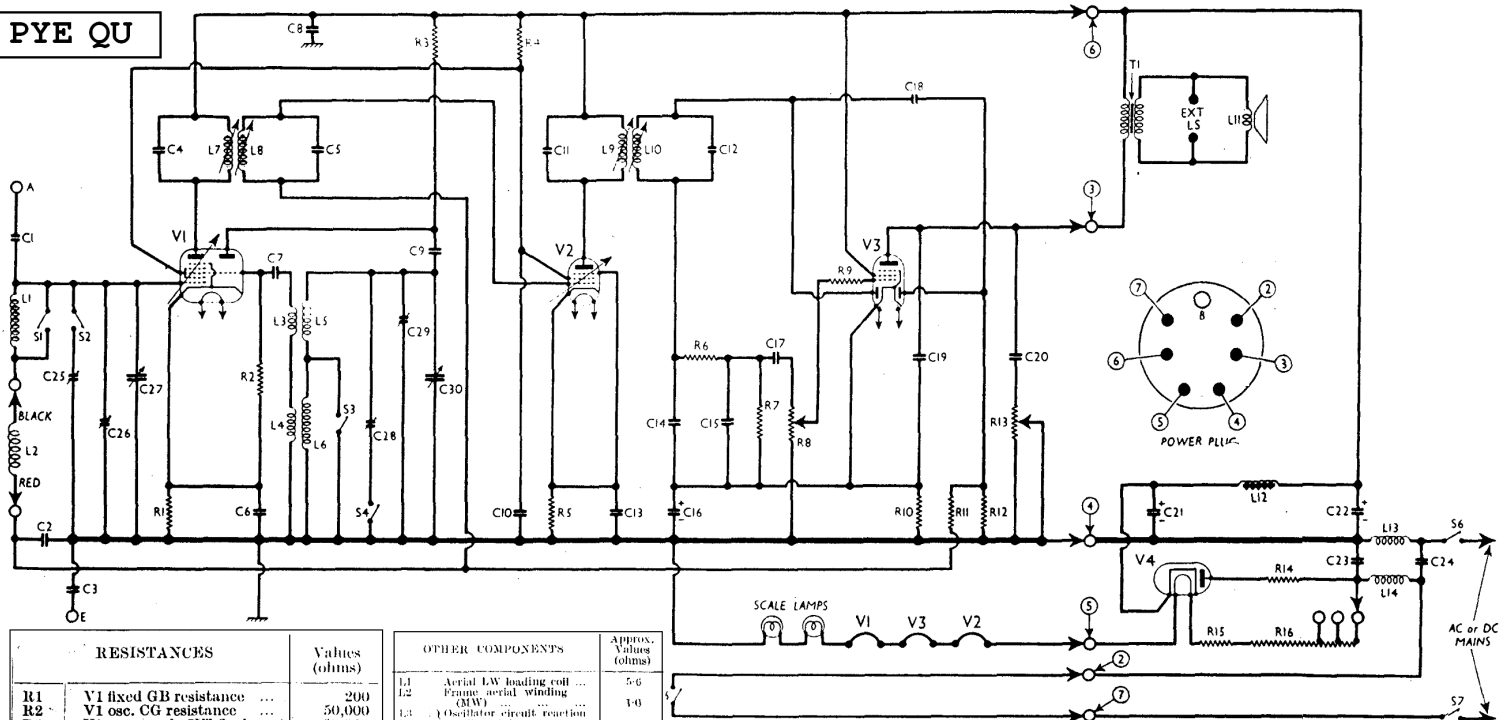 PYE QU
C8
R3
R4
6
T1
C18
EXT
LS
L11
C4
L7
L8
C5
C11
L9
L10
C12
A
3
C1
V1
C9
V2
V3
C7
R9
L1
S1
S2
L3
L5
C29
7
2
B
C25
C27
R2
C30
R6
C17
C19
C20
6
3
BLACK
S3
C26
L4
L6
C28
C14
C15
R7
R8
R13
5
4
L2
POWER PLUG
RED
L12
R1
C6
S4
C10
R5
C13
C16
R10
R11
R12
4
C21
C22
L13
S6
C2
V4
C23
C24
C3
R14
L14
E
SCALE LAMPS
V1
V3
V2
5
R15
R16
AC or DC
MAINS
2
7
S7
RESISTANCES
Values
(ohms)
R1 V1 fixed GB resistance ... 200
R2 V1 osc. CG resistance ... 50,000
OTHER COMPONENTS
Approx.
Values
(ohms)
L1 Aerial LW loading coil ... 5·6
L2 Frame aerial winding
(MW) ... ... ... 1·0
L3 Oscillator circuit reaction